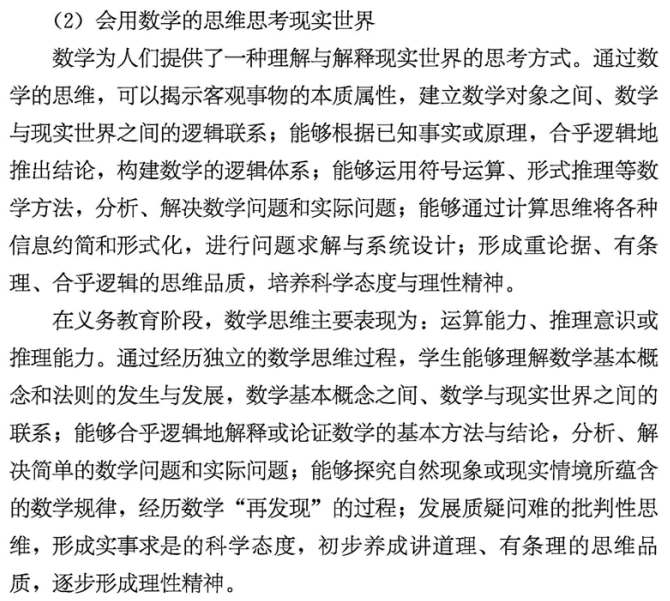 （2）会用数学的思维思考现实世界
数学为人们提供了一种理解与解释现实世界的思考方式。通过数
学的思维，可以揭示客观事物的本质属性，建立数学对象之间、数学
与现实世界之间的逻辑联系；能够根据已知事实或原理，合乎逻辑地
推出结论，构建数学的逻辑体系；能够运用符号运算、形式推理等数
学方法，分析、解决数学问题和实际问题；能够通过计算思维将各种
信息约简和形式化，进行问题求解与系统设计；形成重论据、有条
理、合乎逻辑的思维品质，培养科学态度与理性精神。
在义务教育阶段，数学思维主要表现为：运算能力、推理意识或
推理能力。通过经历独立的数学思维过程，学生能够理解数学基本概
念和法则的发生与发展，数学基本概念之间、数学与现实世界之间的
联系；能够合乎逻辑地解释或论证数学的基本方法与结论，分析、解
决简单的数学问题和实际问题；能够探究自然现象或现实情境所蕴含
的数学规律，经历数学“再发现”的过程；发展质疑问难的批判性思
维，形成实事求是的科学态度，初步养成讲道理、有条理的思维品
质，逐步形成理性精神。